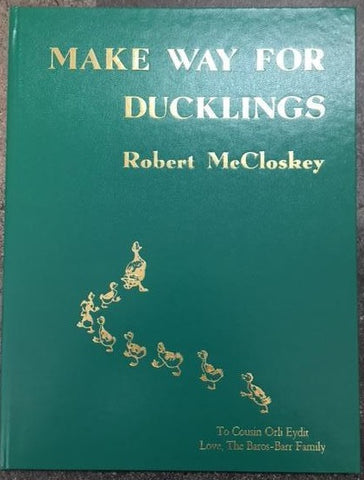 MAKE WAY FOR
DUCKLINGS
Robert McCloskey
To Cousin Orli Eydit
Love, The Baros-Barr Family